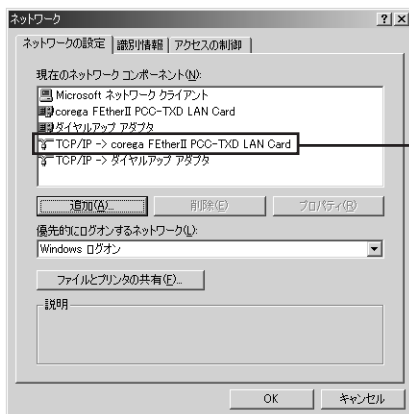 ネットワーク
ネットワークの設定 識別情報 アクセスの制御
現在のネットワーク コンポーネント(N):
Microsoft ネットワーク クライアント
corega FEtherII PCC-TXD LAN Card
ダイヤルアップ アダプタ
TCP/IP -> corega FEtherII PCC-TXD LAN Card
TCP/IP -> ダイヤルアップ アダプタ
追加(A)... 削除(E) プロパティ(R)
優先的にログオンするネットワーク(L):
Windows ログオン
ファイルとプリンタの共有(F)...
説明
OK キャンセル